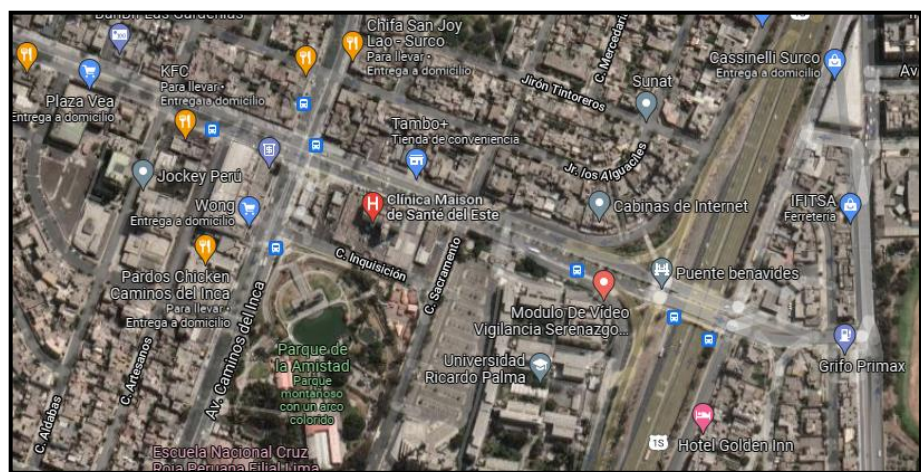 Chifa San Joy
Lao - Surco
Para llevar •
Entrega a domicilio
C. Mercedarias
Cassinelli Surco
Entrega a domicilio
Av
KFC
Para llevar •
Entrega a domicilio
Plaza Vea
Entrega a domicilio
Jirón Tintoreros
Sunat
Tambo+
Tienda de conveniencia
Jr. los Alguaciles
Jockey Perú
Clínica Maison
de Santé del Este
Cabinas de Internet
IFITSA
Ferretería
Wong
Entrega a domicilio
C. Inquisición
C. Sacramento
Puente benavides
Pardos Chicken
Caminos del Inca
Para llevar •
Entrega a domicilio
Modulo De Video
Vigilancia Serenazgo...
Av. Caminos del Inca
Parque de
la Amistad
Parque
montañoso
con un arco
colorido
Universidad
Ricardo Palma
Grifo Primax
C. Artesanos
C. Aldabas
1S
Hotel Golden Inn
Escuela Nacional Cruz
Roja Peruana Filial Lima